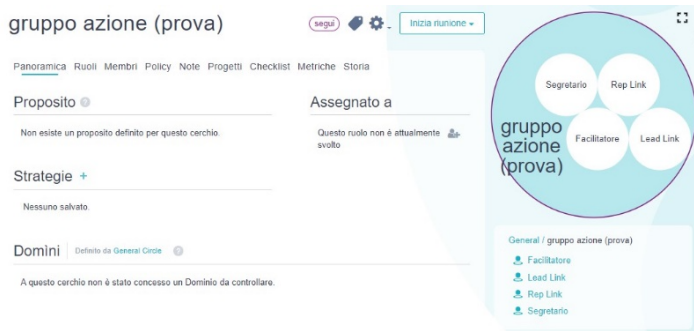 gruppo azione (prova)
segui
Inizia riunione
Panoramica Ruoli Membri Policy Note Progetti Checklist Metriche Storia
Proposito
Non esiste un proposito definito per questo cerchio.
Assegnato a
Questo ruolo non è attualmente
svolto
Strategie +
Nessuno salvato.
Domìni Definito da General Circle
A questo cerchio non è stato concesso un Dominio da controllare.
Segretario
Rep Link
gruppo
azione
(prova)
Facilitatore
Lead Link
General / gruppo azione (prova)
Facilitatore
Lead Link
Rep Link
Segretario